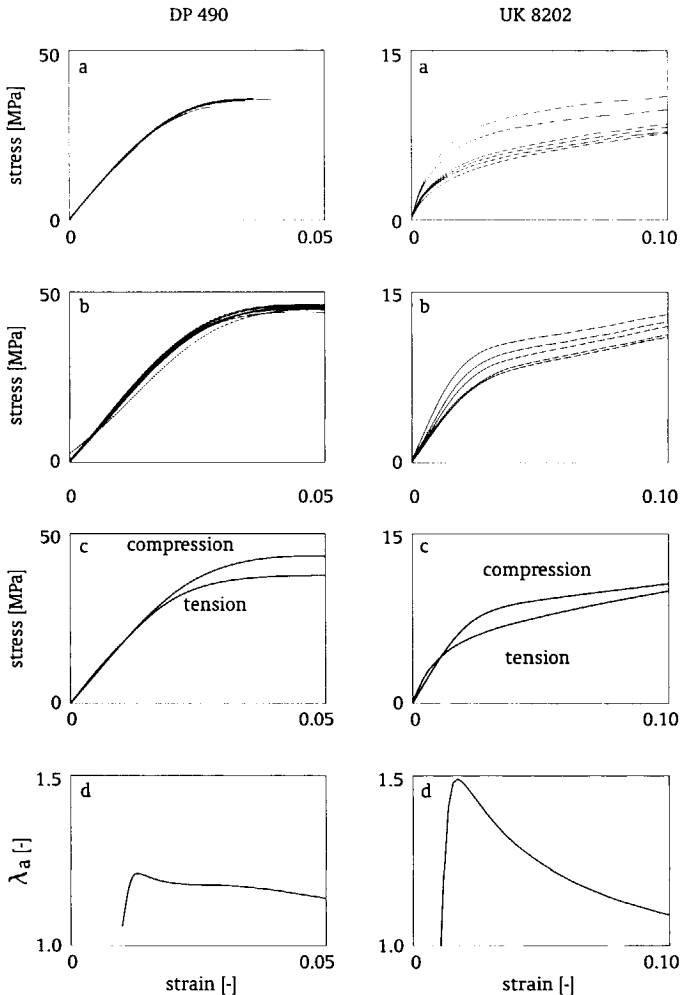 DP 490
UK 8202
50
a
stress [MPa]
0
0
0.05
15
a
0
0
0.10
50
b
stress [MPa]
0
0
0.05
15
b
0
0
0.10
50
c
compression
tension
stress [MPa]
0
0
0.05
15
c
compression
tension
0
0
0.10
1.5
d
λa [-]
1.0
0
strain [-]
0.05
1.5
d
1.0
0
strain [-]
0.10